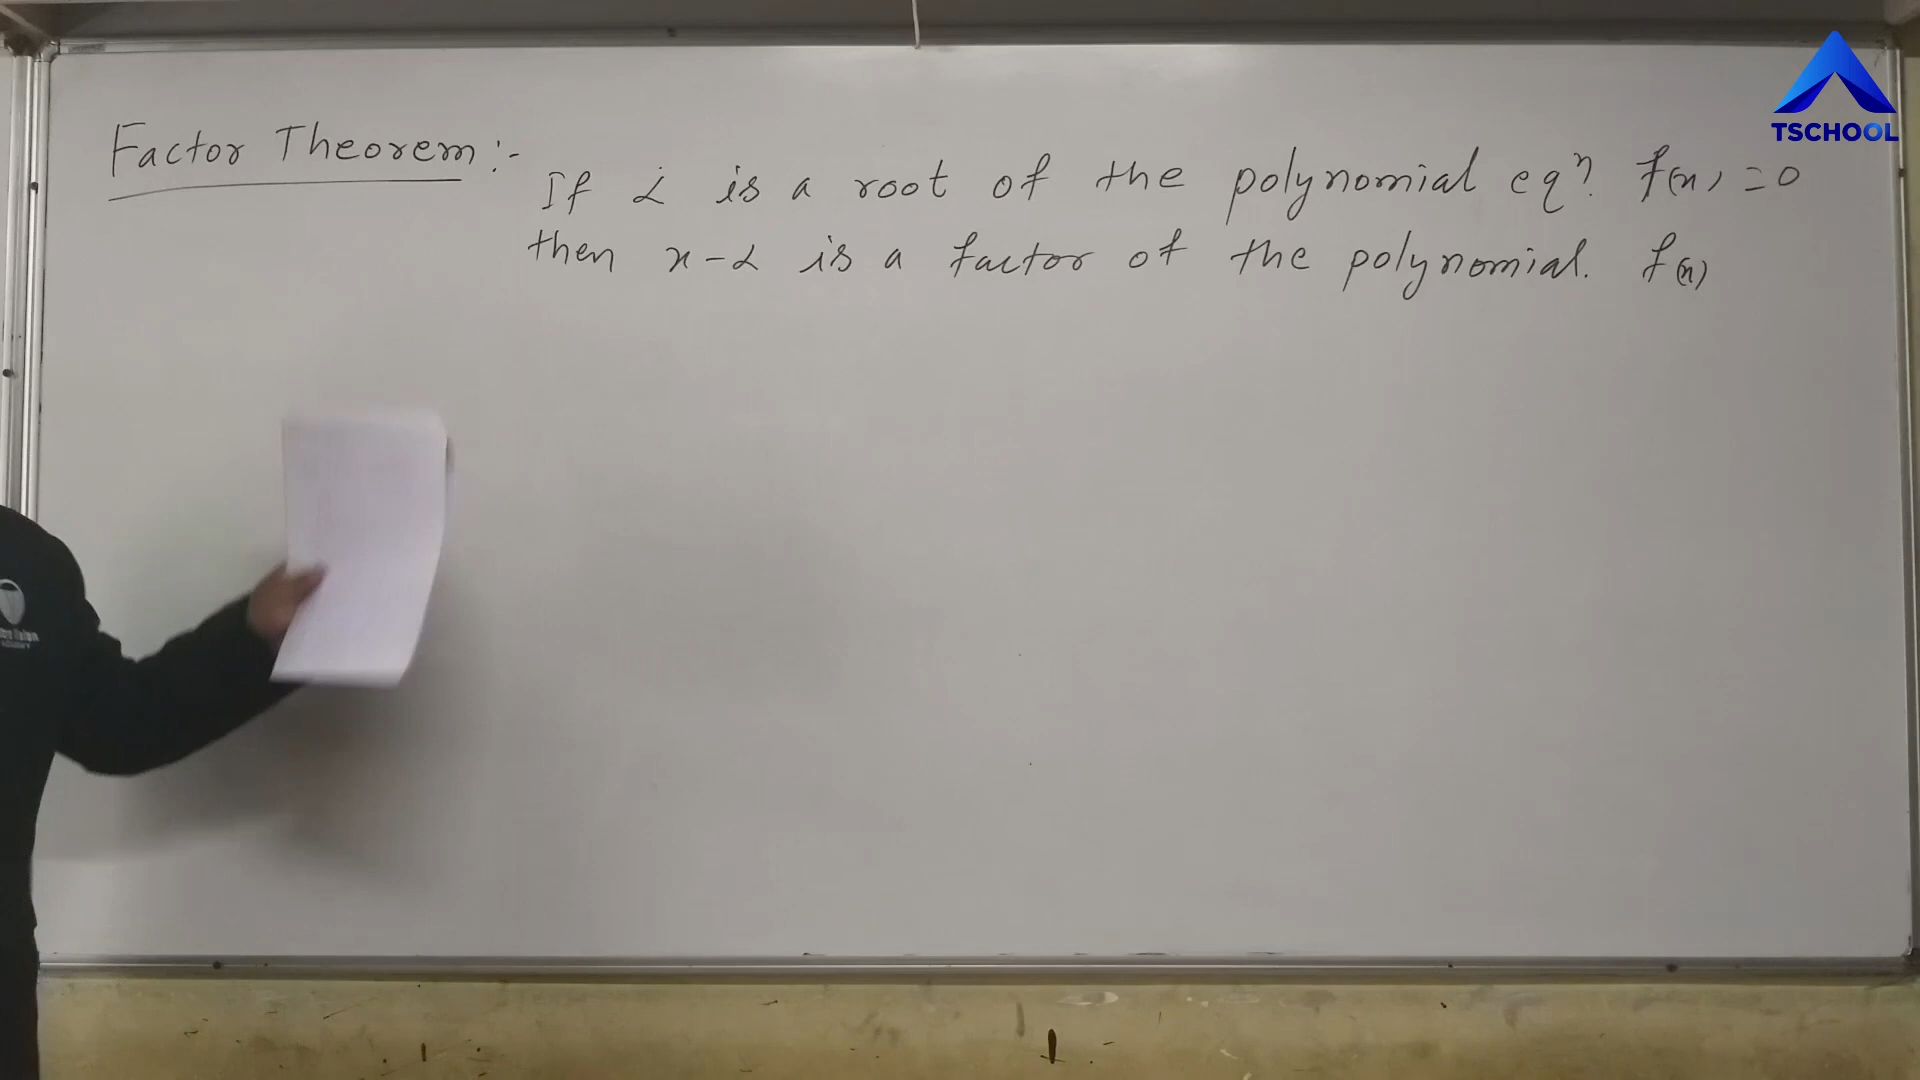 TSCHOOL
Factor Theorem :-
If α is a root of the polynomial eqⁿ. f(x) = 0
then x-α is a factor of the polynomial. f(x)